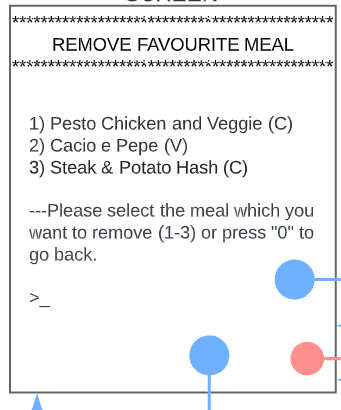 ************************************************
REMOVE FAVOURITE MEAL
************************************************
1) Pesto Chicken and Veggie (C)
2) Cacio e Pepe (V)
3) Steak & Potato Hash (C)
---Please select the meal which you
want to remove (1-3) or press "0" to
go back.
>_